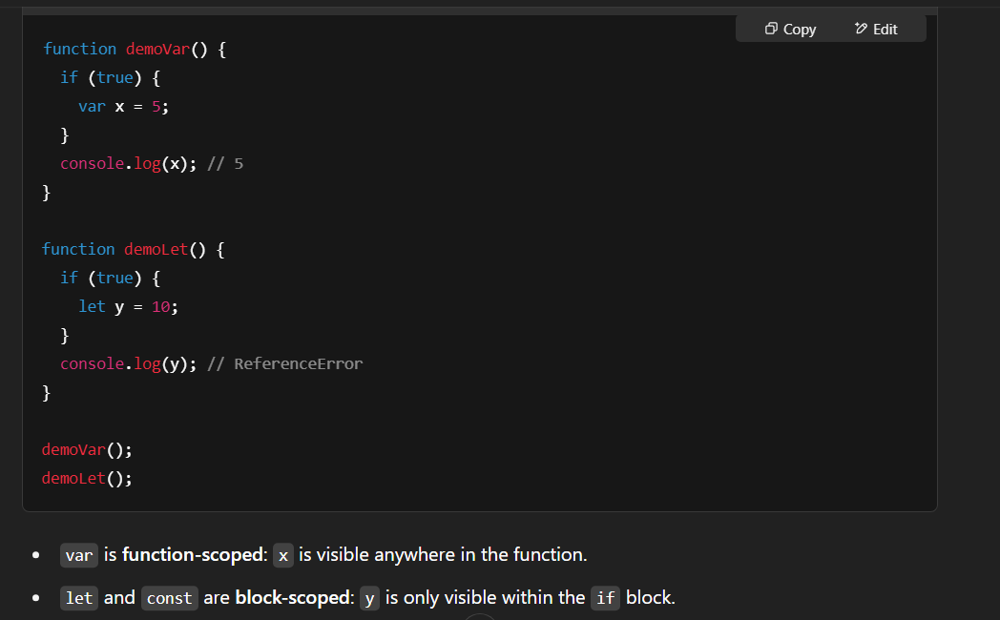 Copy Edit
function demoVar() {
  if (true) {
    var x = 5;
  }
  console.log(x); // 5
}
function demoLet() {
  if (true) {
    let y = 10;
  }
  console.log(y); // ReferenceError
}
demoVar();
demoLet();
• var is function-scoped: x is visible anywhere in the function.
• let and const are block-scoped: y is only visible within the if block.